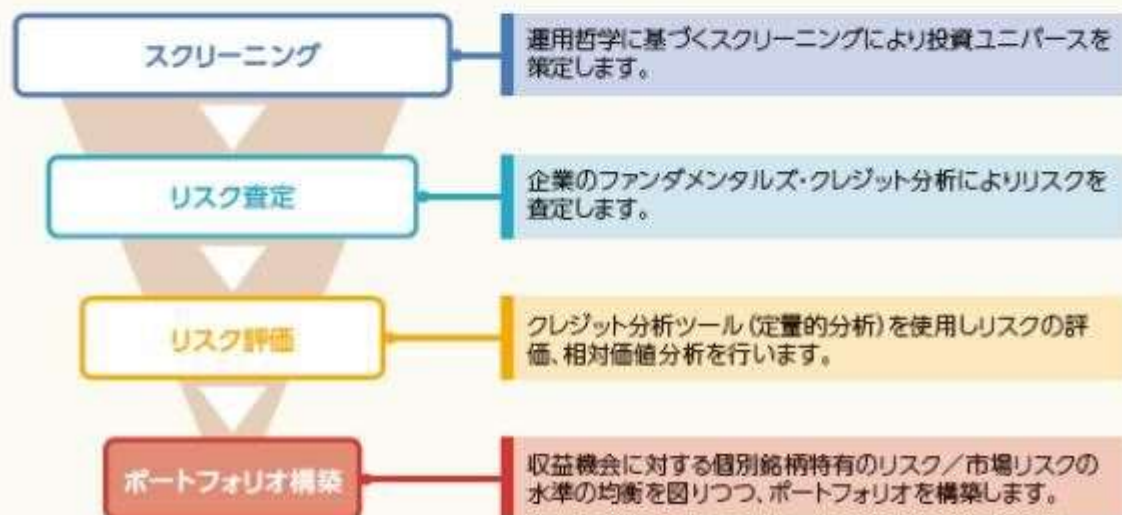 スクリーニング
運用哲学に基づくスクリーニングにより投資ユニバースを
策定します。
リスク査定
企業のファンダメンタルズ・クレジット分析によりリスクを
査定します。
リスク評価
クレジット分析ツール(定量的分析)を使用しリスクの評
価、相対価値分析を行います。
ポートフォリオ構築
収益機会に対する個別銘柄特有のリスク/市場リスクの
水準の均衡を図りつつ、ポートフォリオを構築します。